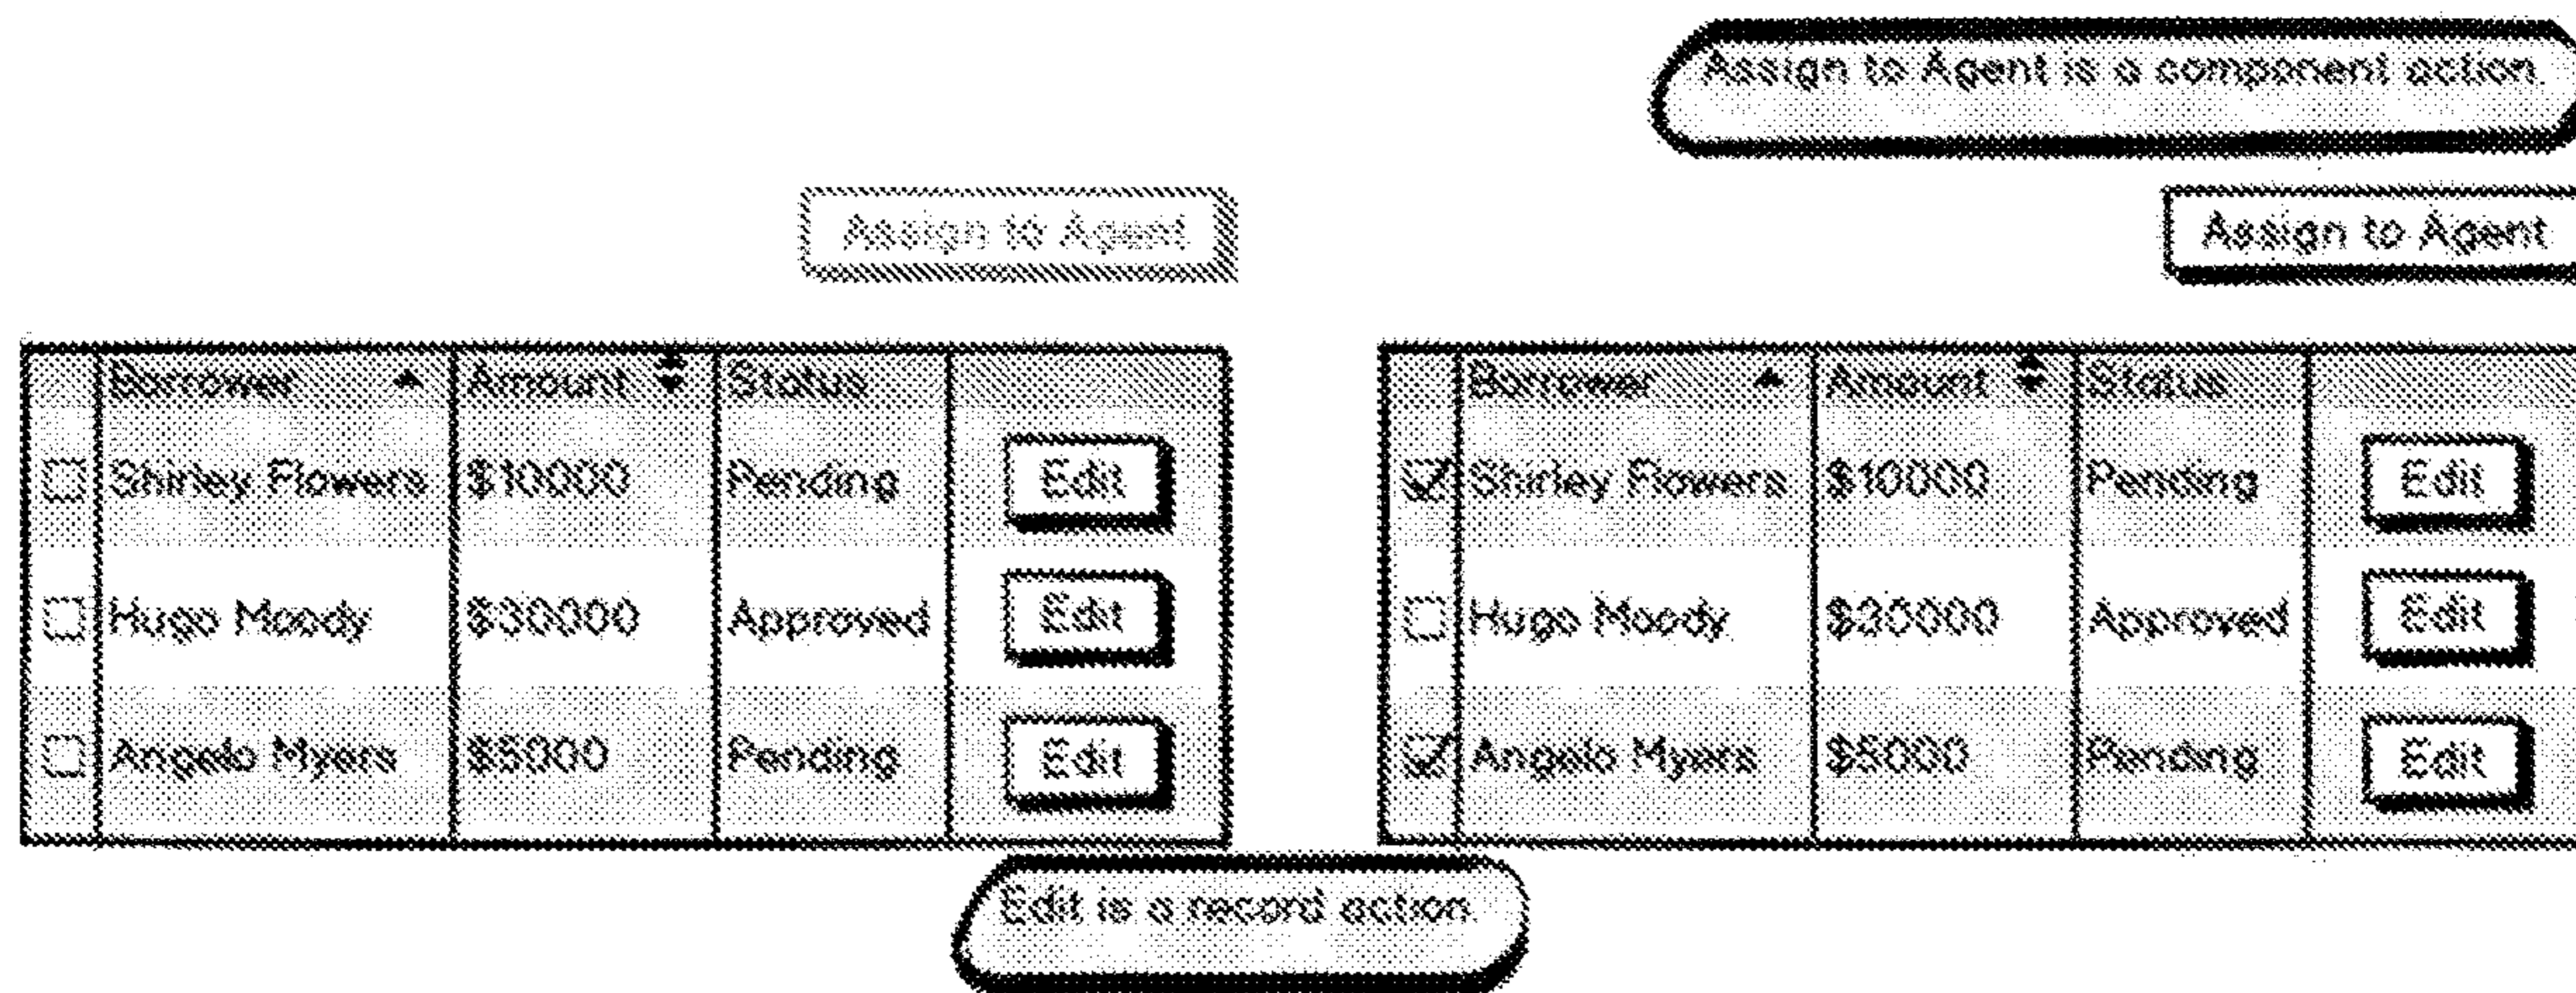 Assign to Agent is a component action.
Assign to Agent
Assign to Agent
Borrower Amount Status
Shirley Flowers $10000 Pending Edit
Hugo Moody $30000 Approved Edit
Angelo Myers $5000 Pending Edit
Borrower Amount Status
Shirley Flowers $10000 Pending Edit
Hugo Moody $30000 Approved Edit
Angelo Myers $5000 Pending Edit
Edit is a record action.